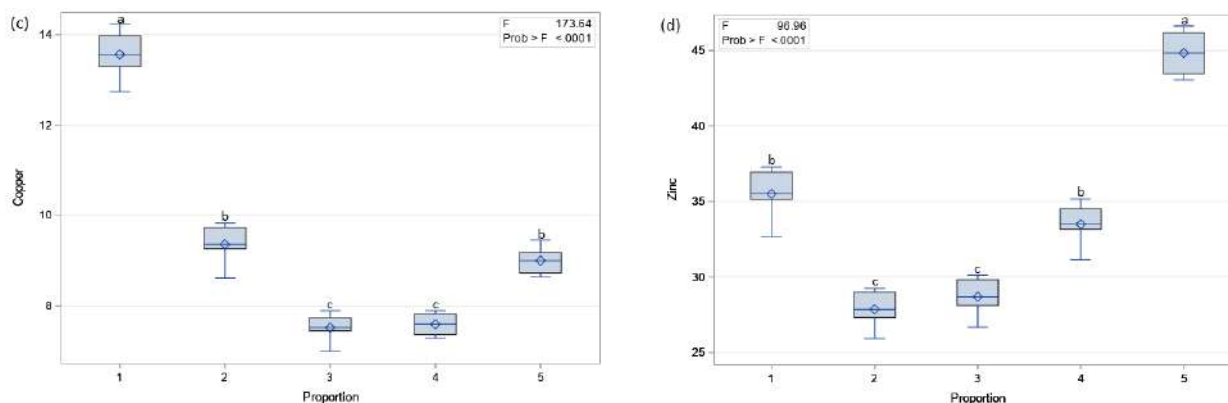 (c)
F 173.64
Prob > F <.0001
a
b
c
c
b
14
12
10
8
Copper
1 2 3 4 5
Proportion
(d)
F 96.96
Prob > F <.0001
b
c
c
b
a
45
40
35
30
25
Zinc
1 2 3 4 5
Proportion